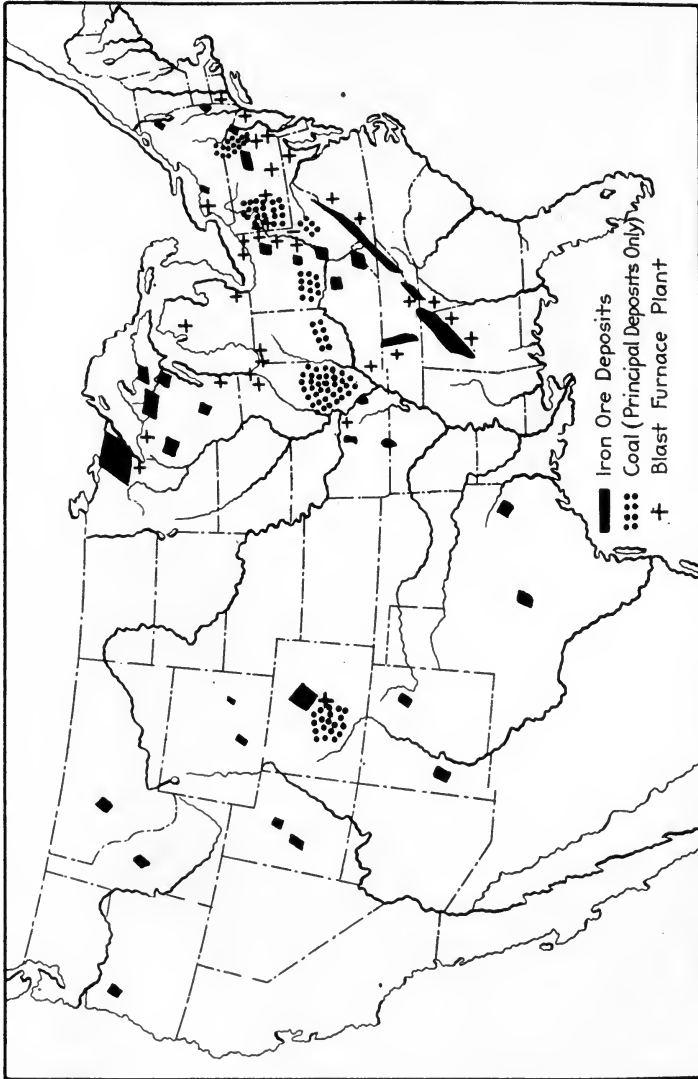 Iron Ore Deposits
Coal (Principal Deposits Only)
Blast Furnace Plant